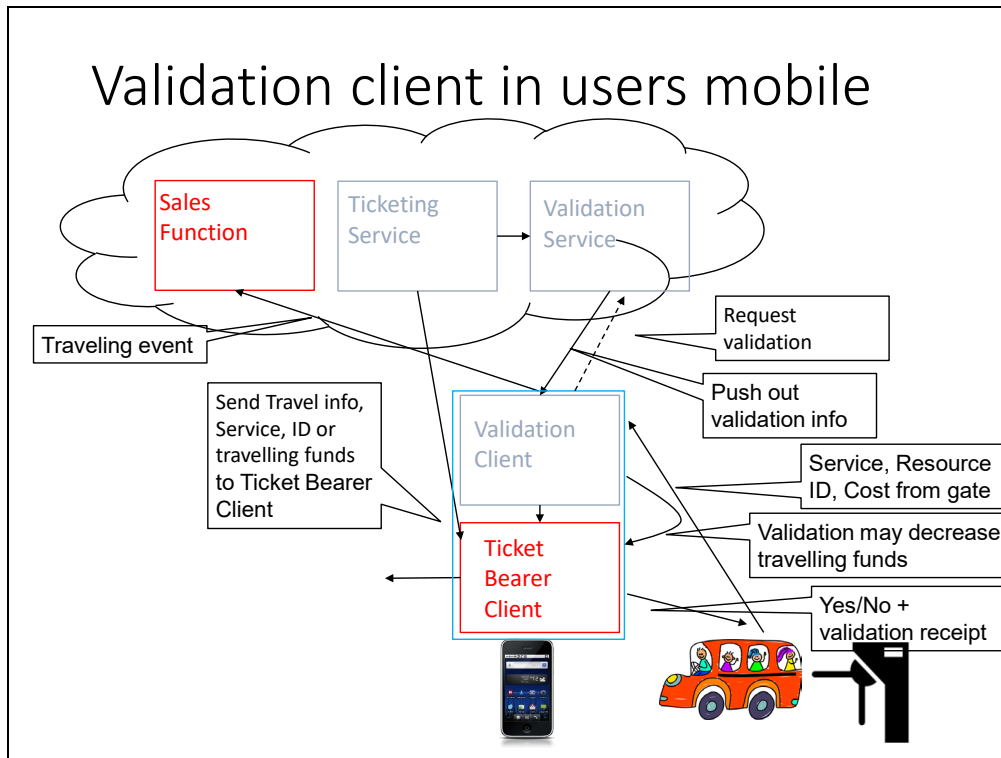 Validation client in users mobile
Sales
Function
Ticketing
Service
Validation
Service
Traveling event
Request
validation
Push out
validation info
Send Travel info,
Service, ID or
travelling funds
to Ticket Bearer
Client
Validation
Client
Service, Resource
ID, Cost from gate
Validation may decrease
travelling funds
Ticket
Bearer
Client
Yes/No +
validation receipt